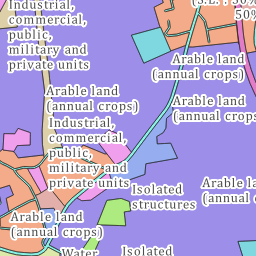 Industrial,
commercial,
public,
military and
private units
50%
Arable land
(annual crops)
Arable land
(annual crops)
Arable land
(annual crops
Industrial,
commercial,
public,
military and
private units
Isolated
structures
Arable land
(annual
Arable land
(annual crops)
Water
Isolated